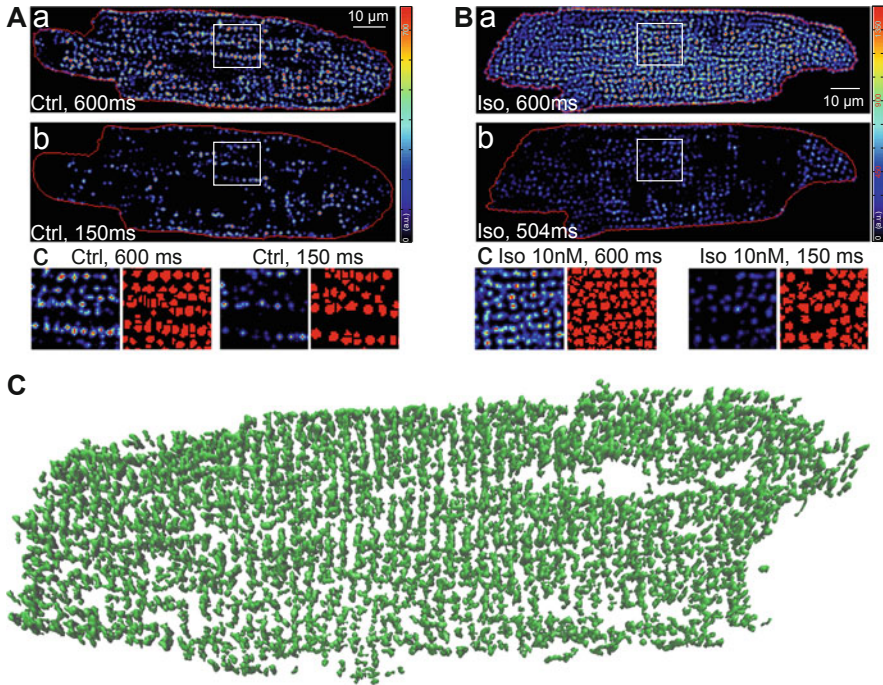 A
a
10 µm
Ctrl, 600ms
b
Ctrl, 150ms
c
Ctrl, 600 ms
Ctrl, 150 ms
B
a
10 µm
Iso, 600ms
b
Iso, 504ms
c
Iso 10nM, 600 ms
Iso 10nM, 150 ms
C